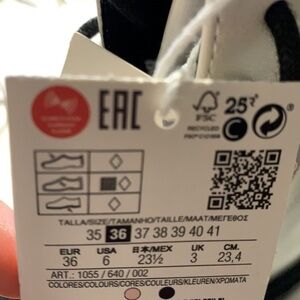 EAC
FSC
RECYCLED
25
TALLA/SIZE/TAMANHO/TAILLE/MAAT/ΜΕΓΕΘΟΣ
35 36 37 38 39 40 41
EUR USA 日本/MEX UK CM.
36 6 23½ 3 23,4
ART.: 1055 / 640 / 002
COLORES/COLOURS/CORES/COULEURS/KLEUREN/ΧΡΩΜΑΤΑ